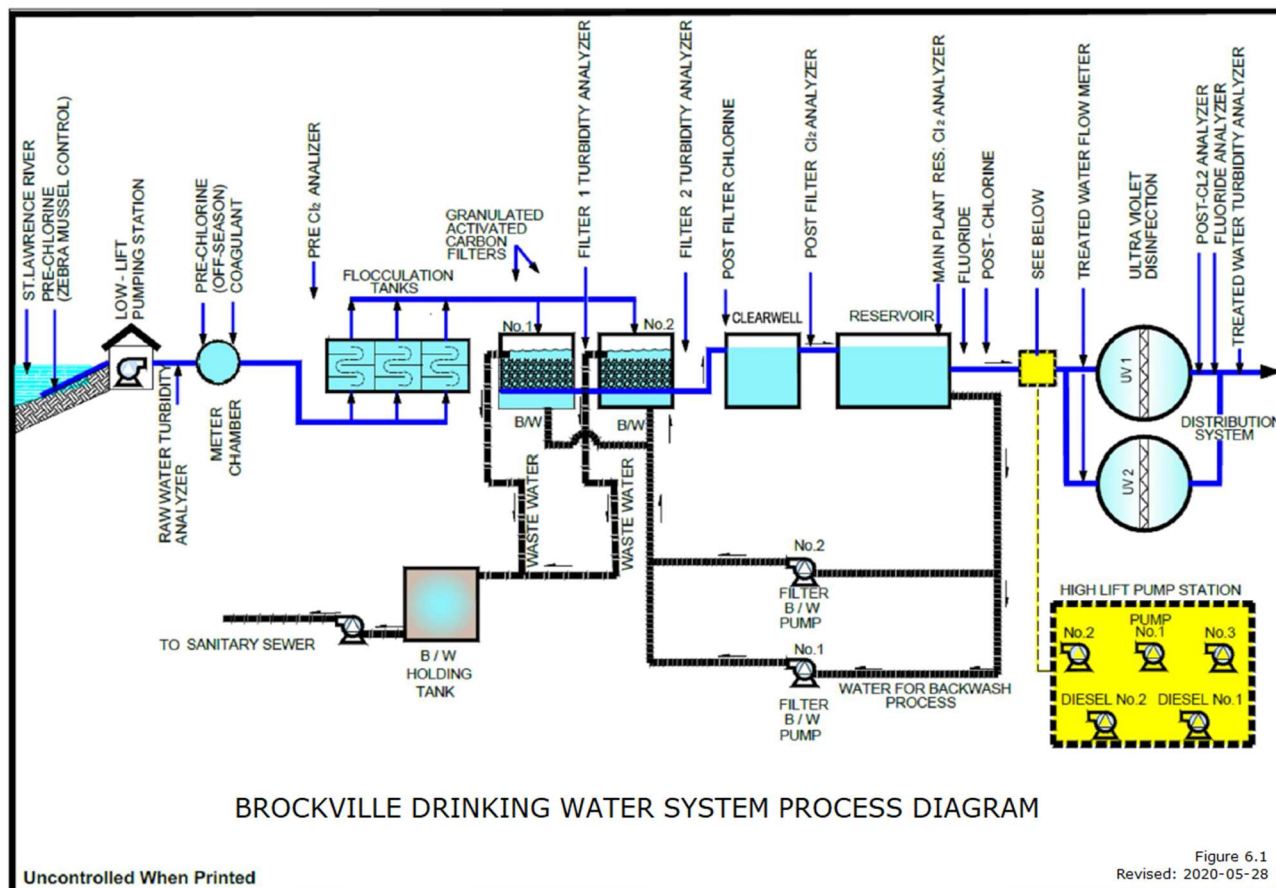 ST.LAWRENCE RIVER
PRE-CHLORINE
(ZEBRA MUSSEL CONTROL)
LOW - LIFT
PUMPING STATION
RAW WATER TURBIDITY
ANALYZER
PRE-CHLORINE
(OFF-SEASON)
COAGULANT
METER
CHAMBER
PRE Cl2 ANALIZER
FLOCCULATION
TANKS
GRANULATED
ACTIVATED
CARBON
FILTERS
No.1
No.2
FILTER 1 TURBIDITY ANALYZER
FILTER 2 TURBIDITY ANALYZER
B/W
B/W
WASTE WATER
WASTE WATER
POST FILTER CHLORINE
CLEARWELL
POST FILTER Cl2 ANALYZER
RESERVOIR
MAIN PLANT RES. Cl2 ANALYZER
FLUORIDE
POST- CHLORINE
SEE BELOW
TREATED WATER FLOW METER
ULTRA VIOLET
DISINFECTION
UV 1
UV 2
POST-CL2 ANALYZER
FLUORIDE ANALYZER
TREATED WATER TURBIDITY ANALYZER
DISTRIBUTION
SYSTEM
No.2
FILTER
B / W
PUMP
No.1
FILTER
B / W
PUMP
WATER FOR BACKWASH
PROCESS
TO SANITARY SEWER
B / W
HOLDING
TANK
HIGH LIFT PUMP STATION
PUMP
No.2
No.1
No.3
DIESEL No.2
DIESEL No.1
BROCKVILLE DRINKING WATER SYSTEM PROCESS DIAGRAM
Uncontrolled When Printed
Figure 6.1
Revised: 2020-05-28